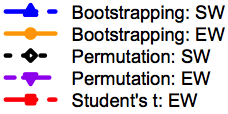 Bootstrapping: SW
Bootstrapping: EW
Permutation: SW
Permutation: EW
Student's t: EW